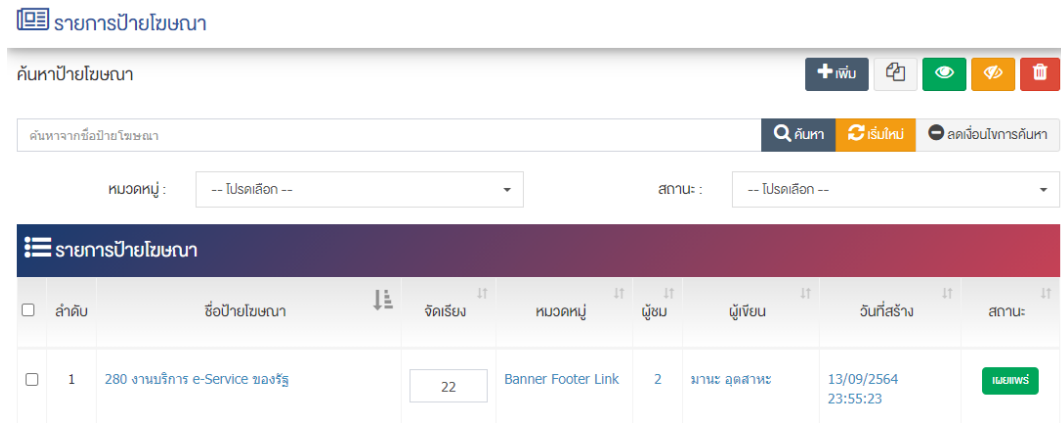 รายการป้ายโฆษณา
ค้นหาป้ายโฆษณา เพิ่ม
ค้นหาจากชื่อป้ายโฆษณา ค้นหา เริ่มใหม่ ลดเงื่อนไขการค้นหา
หมวดหมู่ : -- โปรดเลือก -- สถานะ : -- โปรดเลือก --
รายการป้ายโฆษณา
ลำดับ ชื่อป้ายโฆษณา จัดเรียง หมวดหมู่ ผู้ชม ผู้เขียน วันที่สร้าง สถานะ
1 280 งานบริการ e-Service ของรัฐ 22 Banner Footer Link 2 มานะ อุตสาหะ 13/09/2564 เผยแพร่
23:55:23